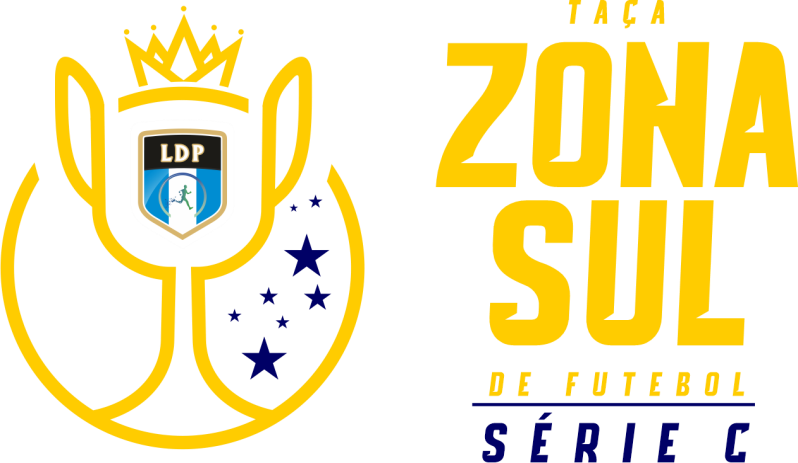 LDP
TAÇA
ZONA
SUL
DE FUTEBOL
SÉRIE C